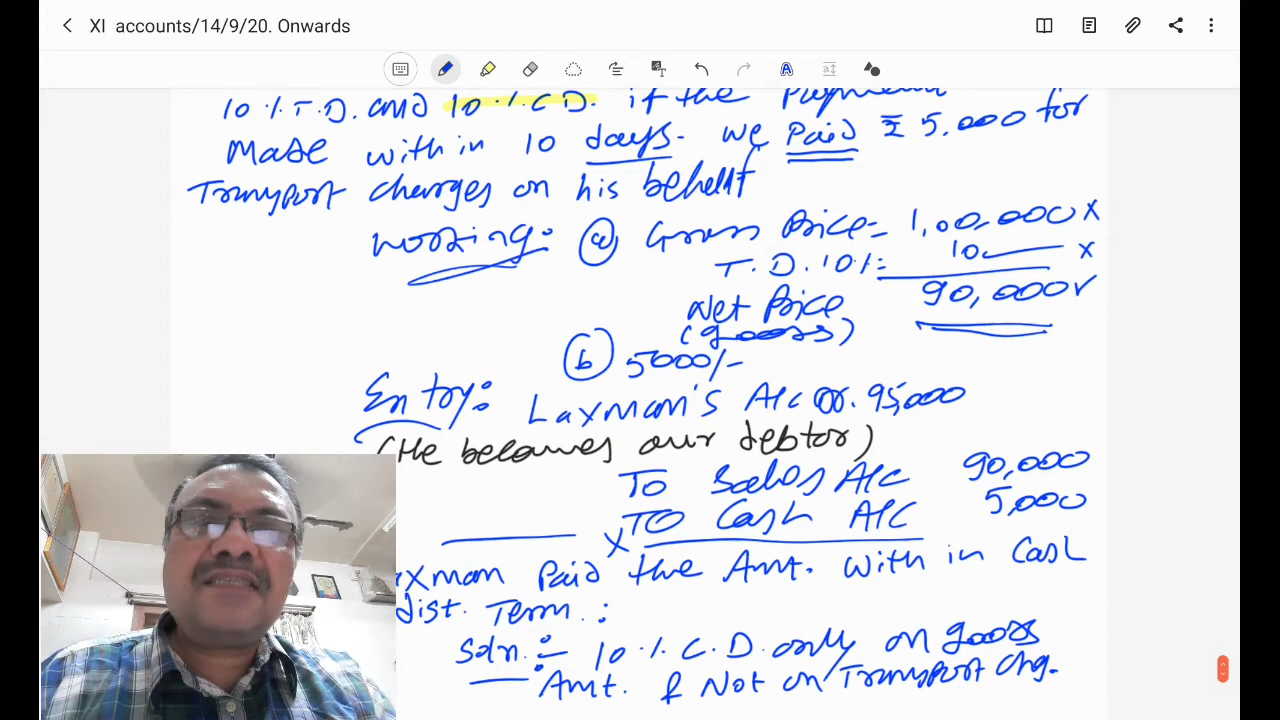 XI accounts/14/9/20. Onwards
10 % T.D. and 10 % C D. if the Payment
Made with in 10 days. We Paid ₹ 5,000 for
Transport charges on his behalf
working: (a) Gross Price = 1,00,000 x
T. D. 10% = 10 x
Net Price 90,000 ✓
(goods)
(b) 5000/-
Entry: Laxman's A/c Dr. 95,000
(He becomes our debtor)
To Sales A/c 90,000
To Cash A/c 5,000
x
axman Paid the Amt. with in Cash
dist. Term :
Soln. :- 10 % C.D. only on goods
Amt. & Not on Transport chg.